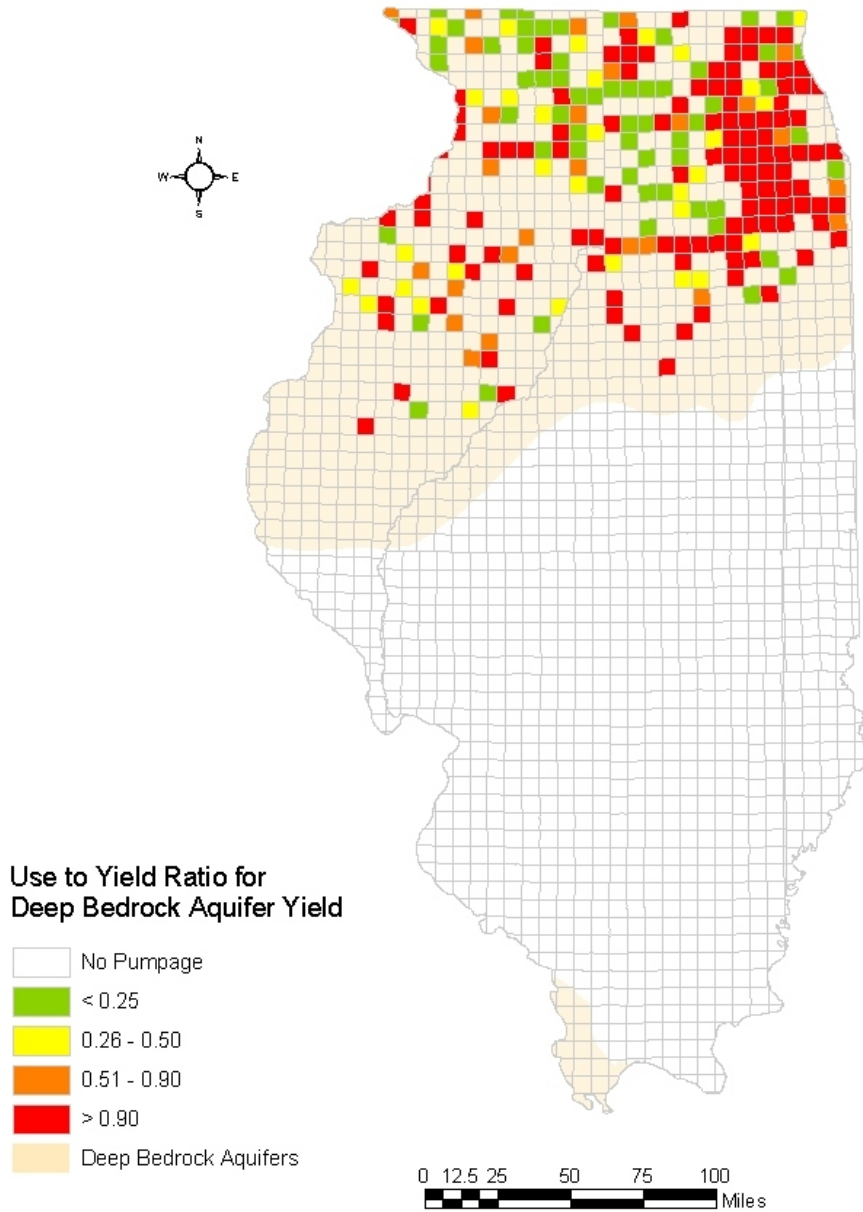 N
W E
S
Use to Yield Ratio for
Deep Bedrock Aquifer Yield
No Pumpage
< 0.25
0.26 - 0.50
0.51 - 0.90
> 0.90
Deep Bedrock Aquifers
0 12.5 25 50 75 100
Miles